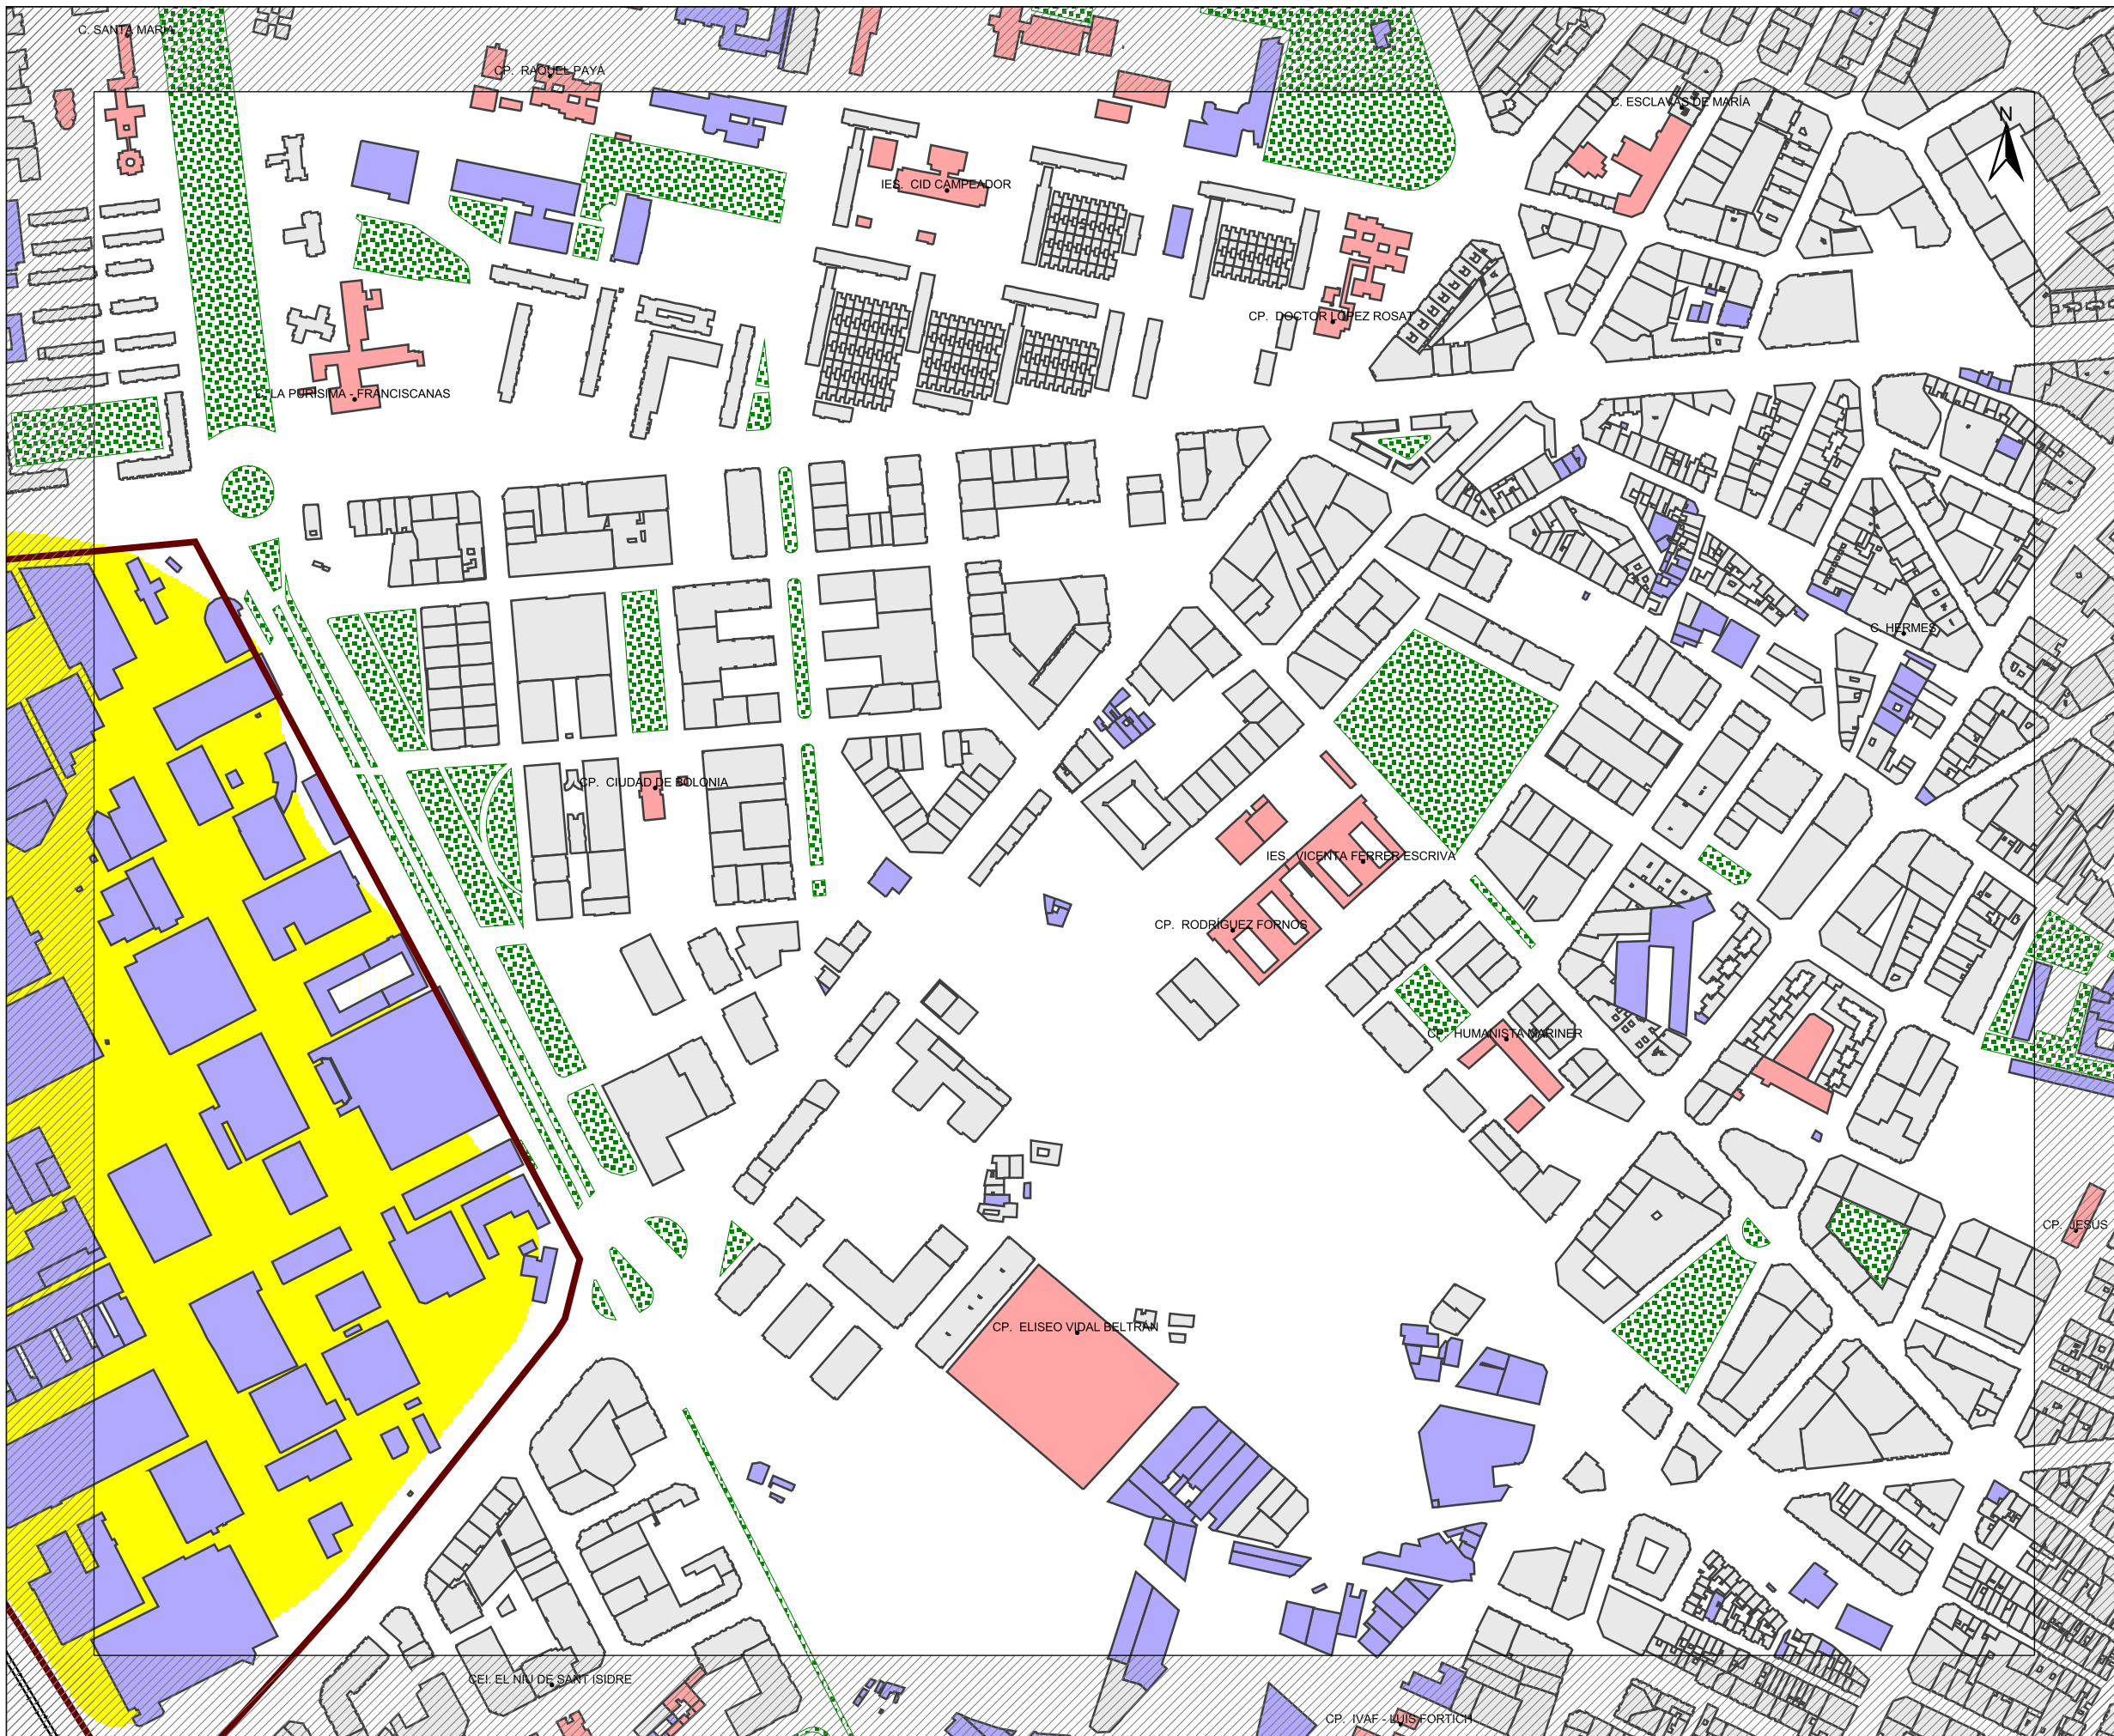 C. SANTA MARÍA
CP.  RAQUEL PAYÁ
C. ESCLAVAS DE MARÍA
N
IES.  CID CAMPEADOR
CP.  DOCTOR LÓPEZ ROSAT
C. LA PURISIMA - FRANCISCANAS
C. HERMES
CP.  CIUDAD DE BOLONIA
IES.  VICENTA FERRER ESCRIVA
CP.  RODRÍGUEZ FORNOS
CP.  HUMANISTA MARINER
CP.  JESÚS
CP.  ELISEO VIDAL BELTRÁN
CEI. EL NIU DE SANT ISIDRE
CP.  IVAF - LUIS FORTICH